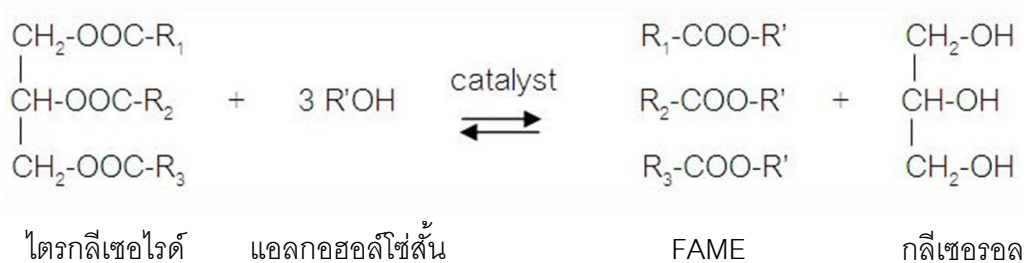 CH₂-OOC-R₁ R₁-COO-R' CH₂-OH
catalyst
CH-OOC-R₂ + 3 R'OH R₂-COO-R' + CH-OH
CH₂-OOC-R₃ R₃-COO-R' CH₂-OH
ไตรกลีเซอไรด์ แอลกอฮอล์โซ่สั้น FAME กลีเซอรอล